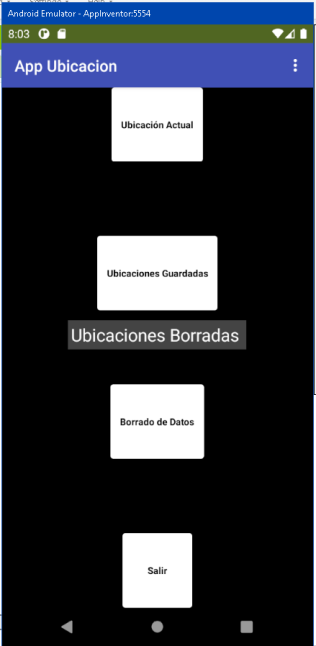 Android Emulator - AppInventor:5554
8:03
App Ubicacion
Ubicación Actual
Ubicaciones Guardadas
Ubicaciones Borradas
Borrado de Datos
Salir